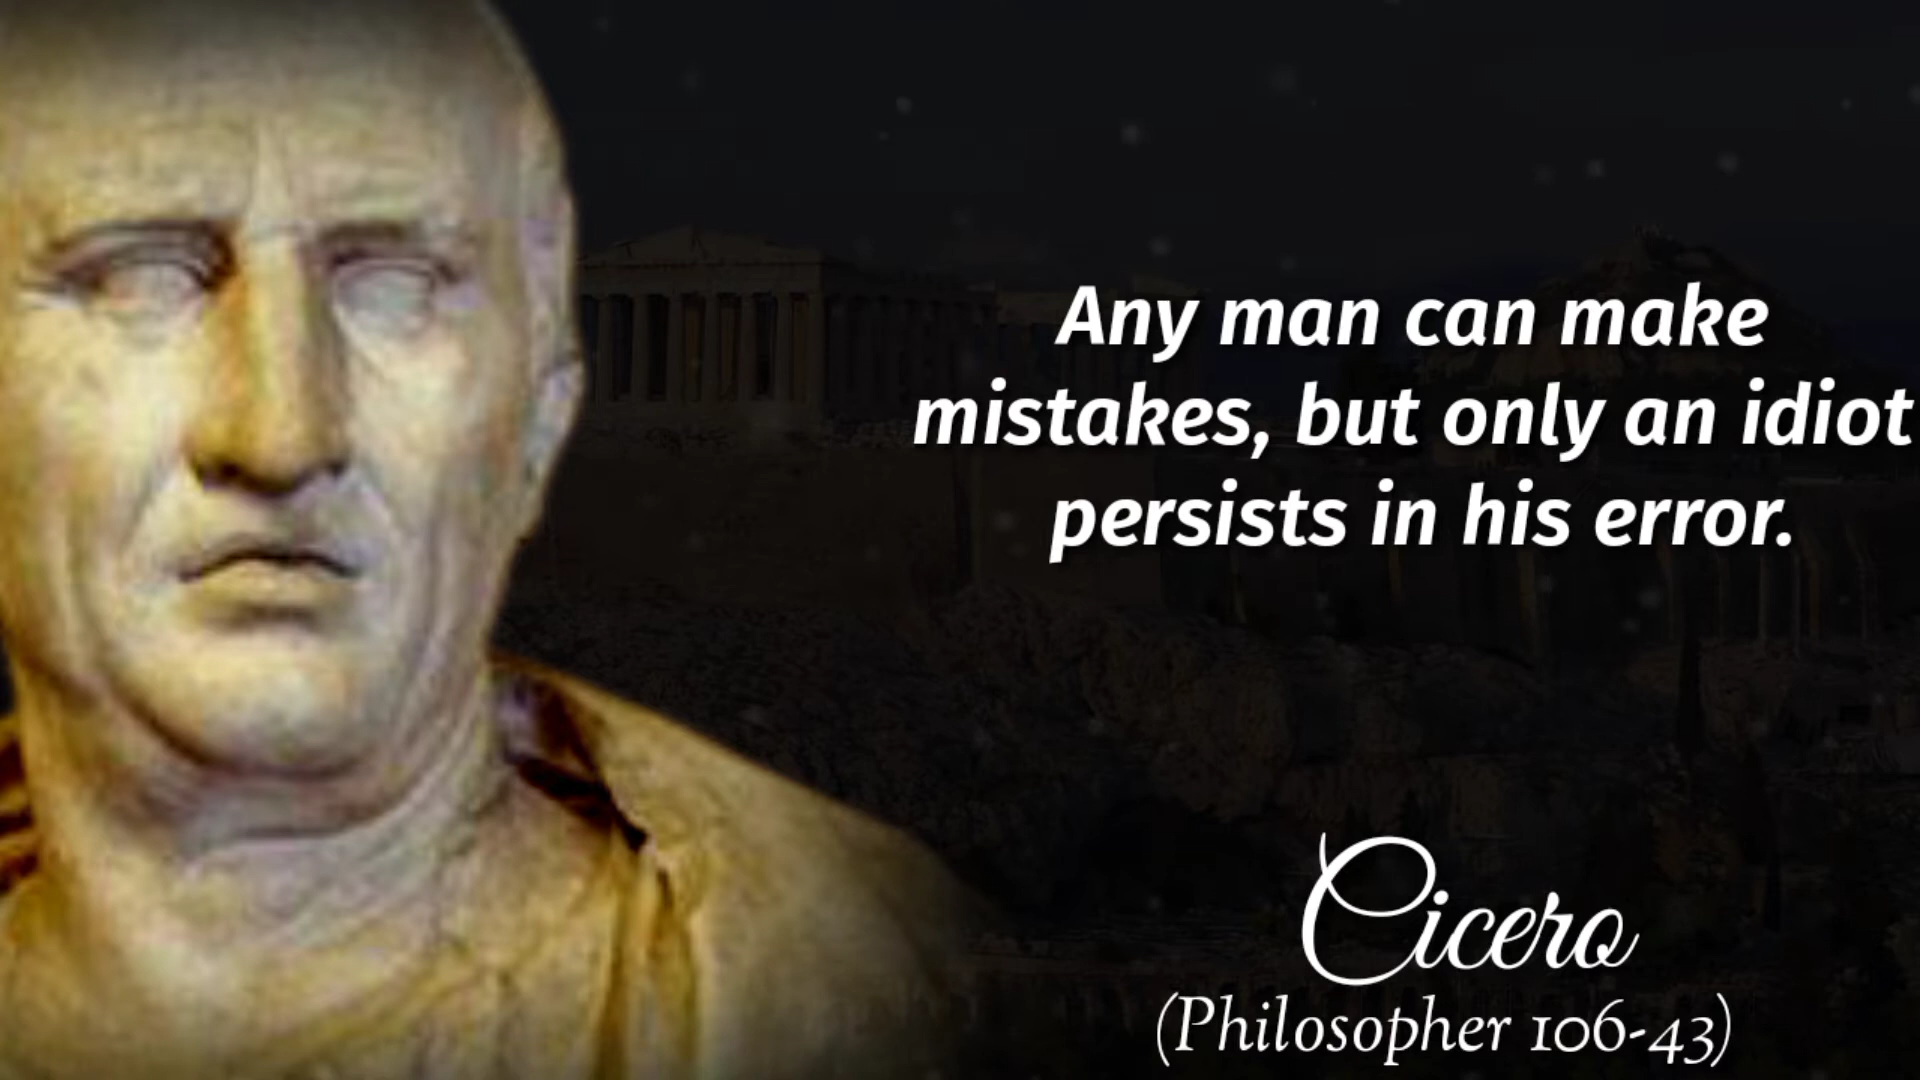 Any man can make
mistakes, but only an idiot
persists in his error.
Cicero
(Philosopher 106-43)